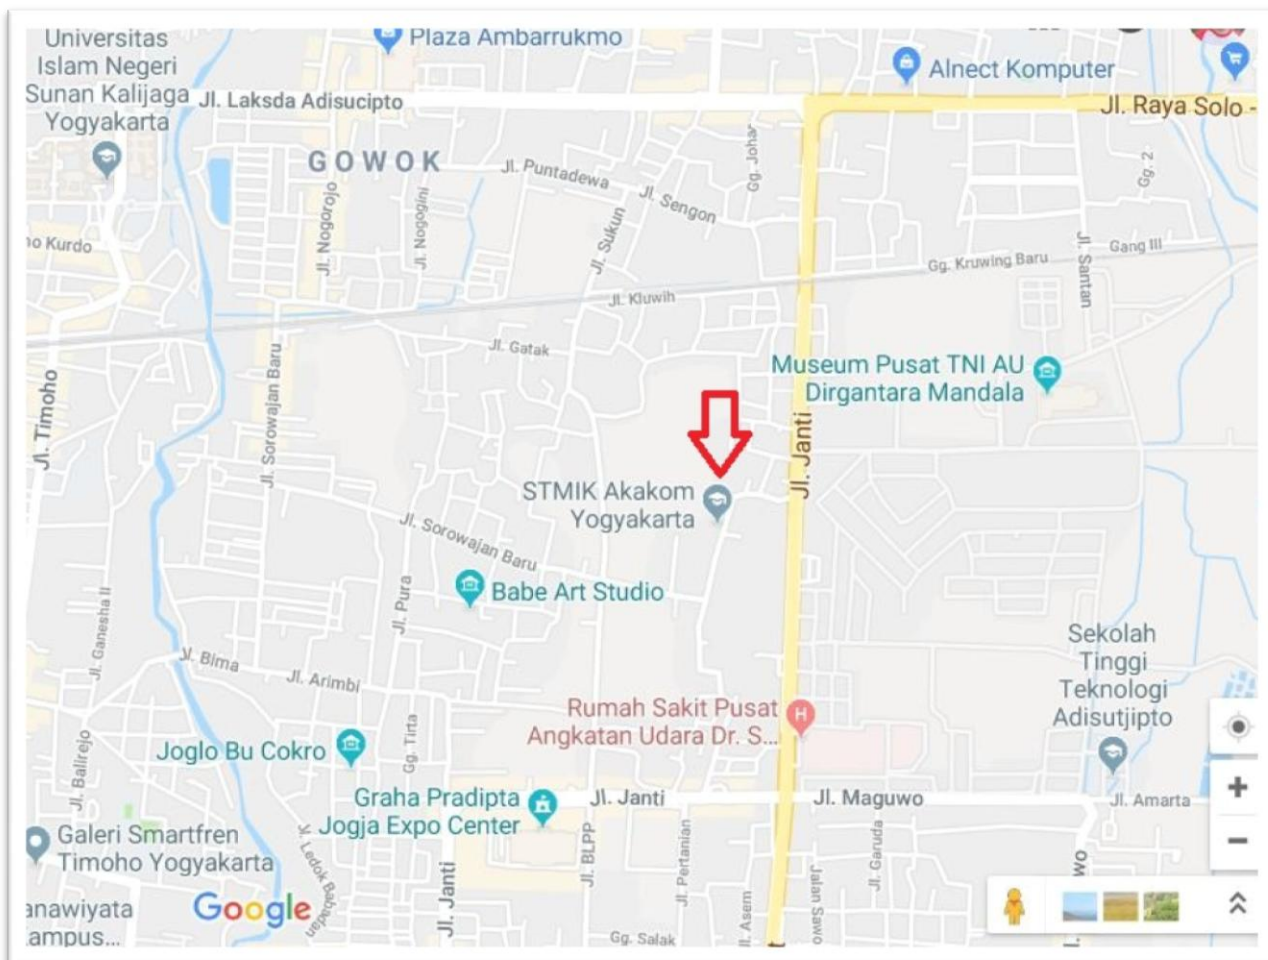 Universitas
Islam Negeri
Sunan Kalijaga
Yogyakarta
Plaza Ambarrukmo
Alnect Komputer
Jl. Laksda Adisucipto
Jl. Raya Solo -
GOWOK
Jl. Puntadewa
Jl. Sengon
Gg. Johar
Gg. 2
Jl. Nogorojo
Jl. Nogogini
Jl. Sukun
Kurdo
Gang III
Gg. Kruwing Baru
Jl. Santan
Jl. Kluwih
Jl. Gatak
Museum Pusat TNI AU
Dirgantara Mandala
Jl. Timoho
Jl. Sorowajan Baru
Jl. Janti
STMIK Akakom
Yogyakarta
Jl. Sorowajan Baru
Babe Art Studio
Jl. Pura
Jl. Ganesha II
Sekolah
Tinggi
Teknologi
Adisutjipto
Jl. Bima
Jl. Arimbi
Rumah Sakit Pusat
Angkatan Udara Dr. S...
H
Joglo Bu Cokro
Gg. Tirta
Jl. Balirejo
Graha Pradipta
Jogja Expo Center
Jl. Janti
Jl. Maguwo
Jl. Amarta
Galeri Smartfren
Timoho Yogyakarta
Jl. BLPP
Jl. Pertanian
Jl. Garuda
Jl. Janti
Jl. Asem
Jalan Sawo
wo
anawiyata
ampus...
Google
Gg. Salak